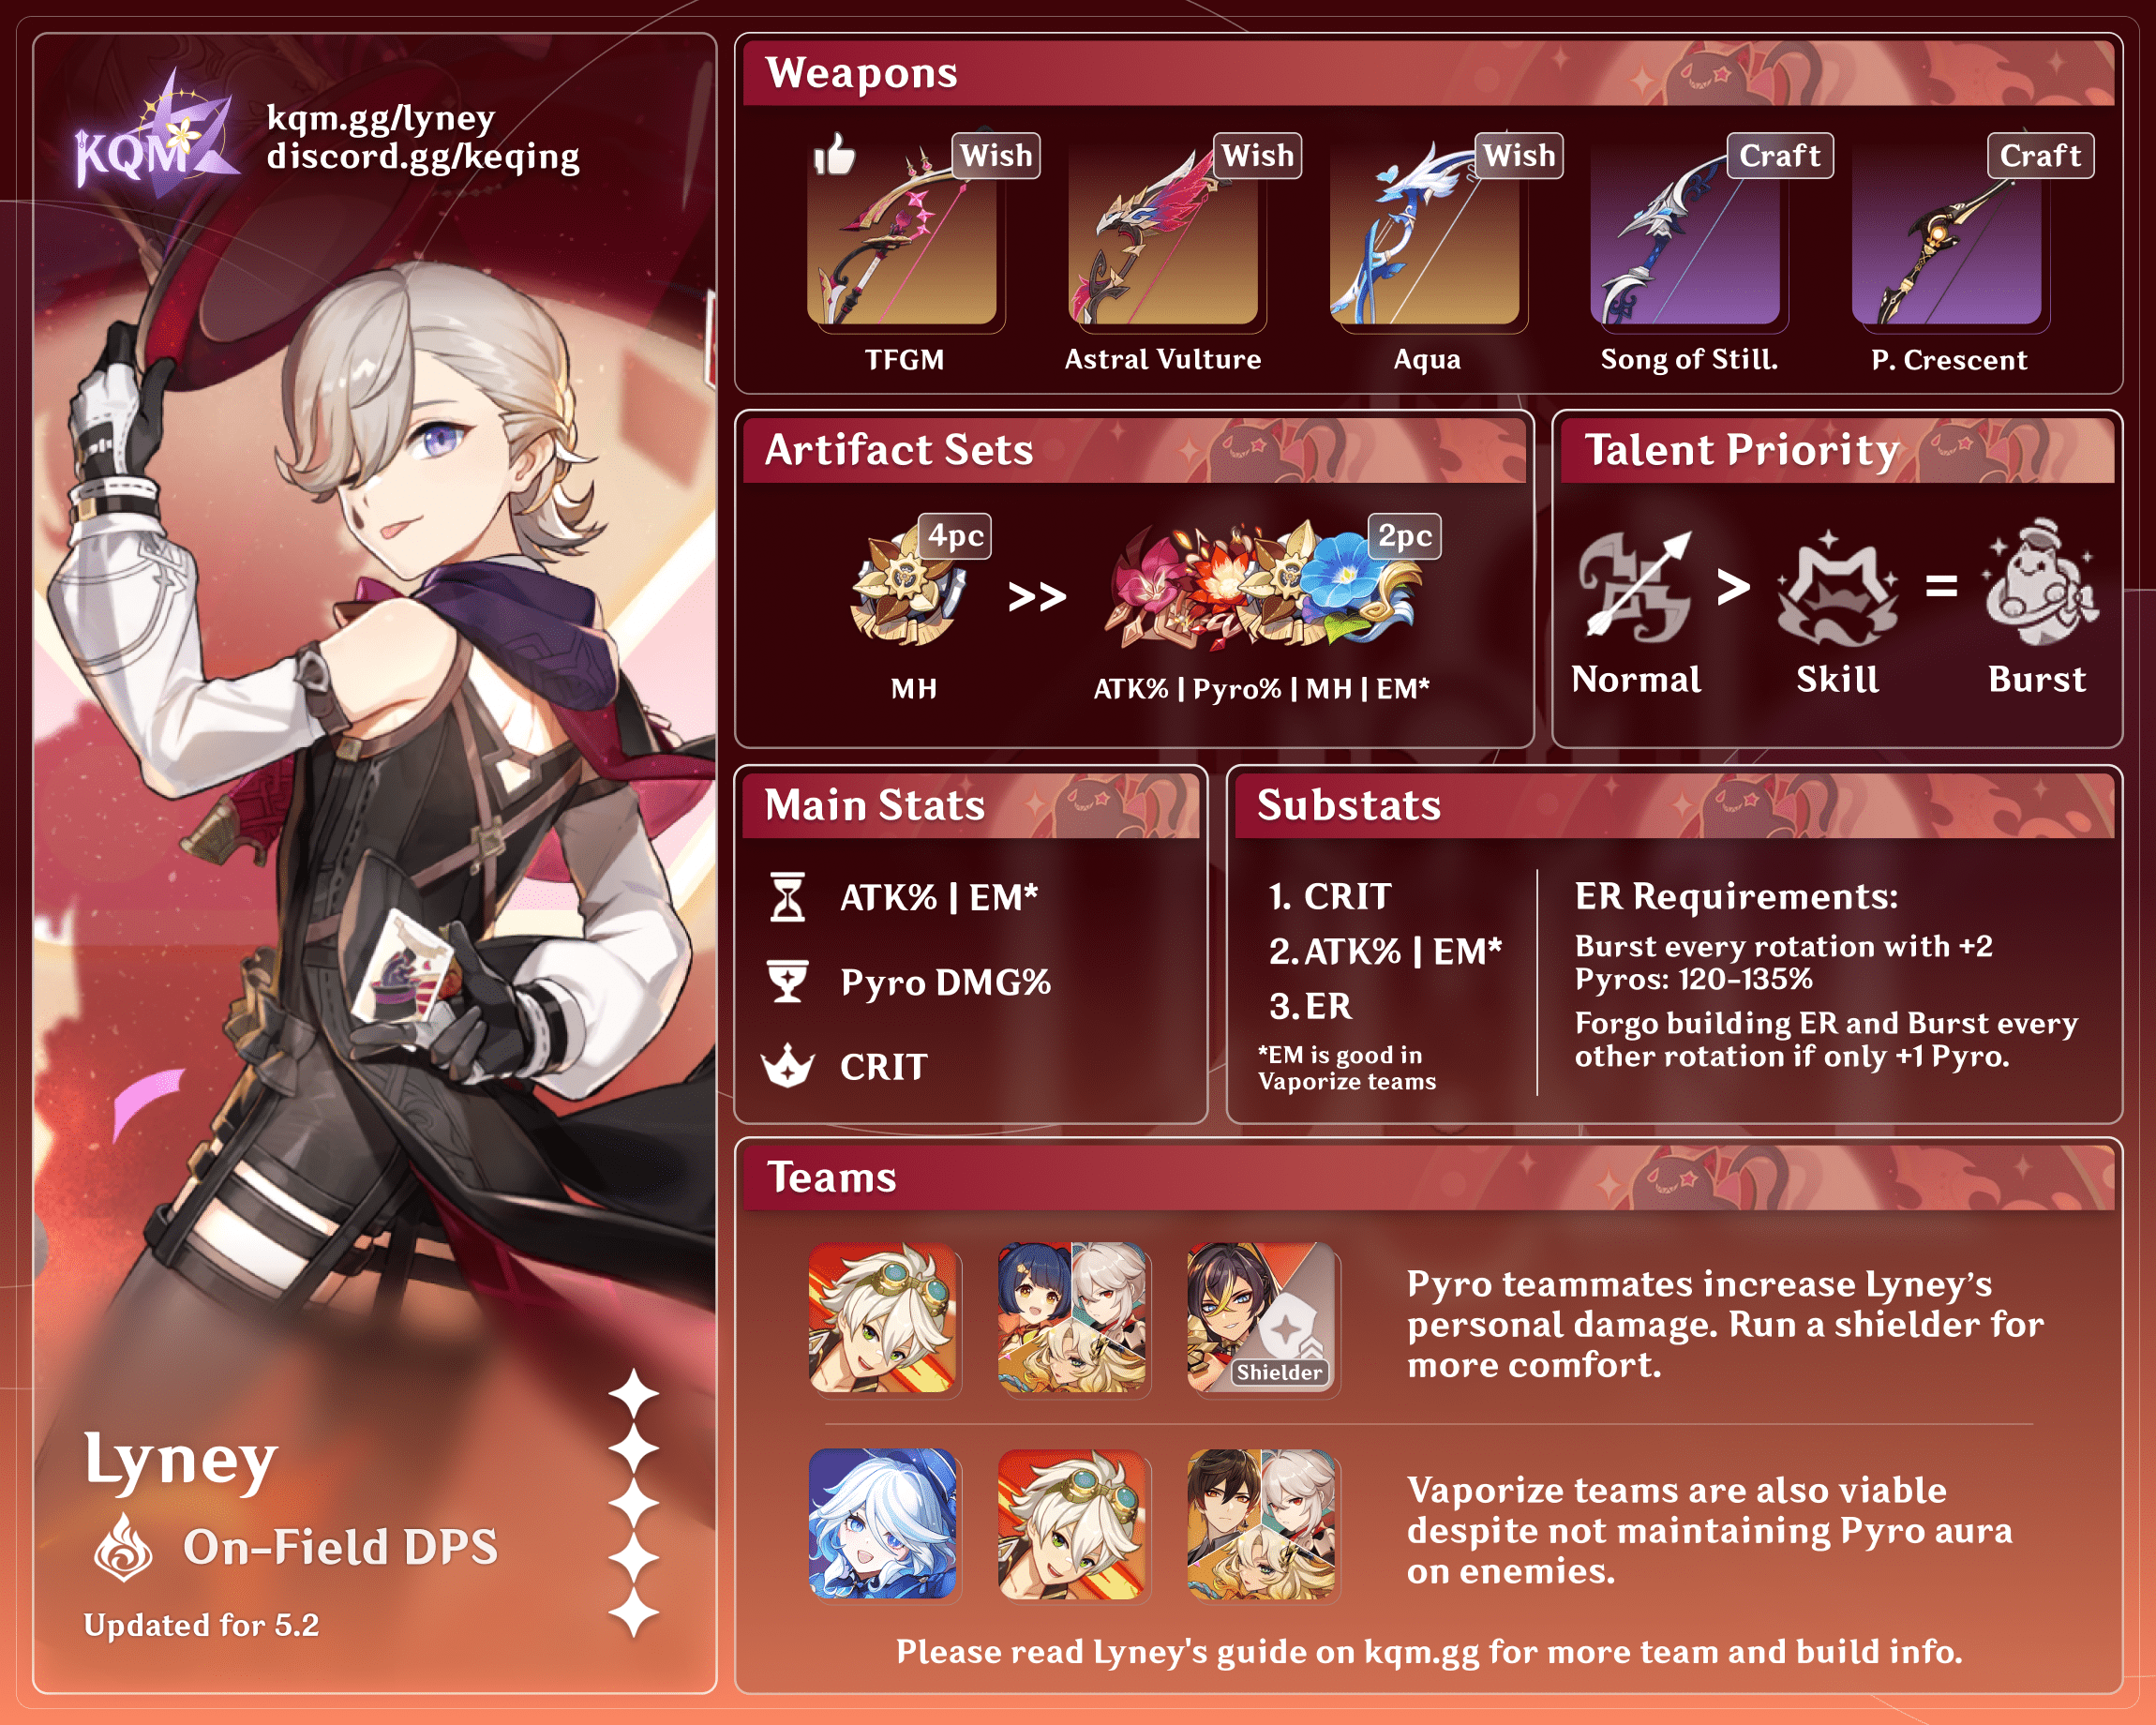 KQM
kqm.gg/lyney
discord.gg/keqing
Lyney
On-Field DPS
Updated for 5.2
Weapons
Wish
Wish
Wish
Craft
Craft
TFGM
Astral Vulture
Aqua
Song of Still.
P. Crescent
Artifact Sets
4pc
>>
2pc
MH
ATK% | Pyro% | MH | EM*
Talent Priority
> =
Normal
Skill
Burst
Main Stats
ATK% | EM*
Pyro DMG%
CRIT
Substats
1. CRIT
2. ATK% | EM*
3. ER
*EM is good in
Vaporize teams
ER Requirements:
Burst every rotation with +2
Pyros: 120-135%
Forgo building ER and Burst every
other rotation if only +1 Pyro.
Teams
Shielder
Pyro teammates increase Lyney's
personal damage. Run a shielder for
more comfort.
Vaporize teams are also viable
despite not maintaining Pyro aura
on enemies.
Please read Lyney's guide on kqm.gg for more team and build info.